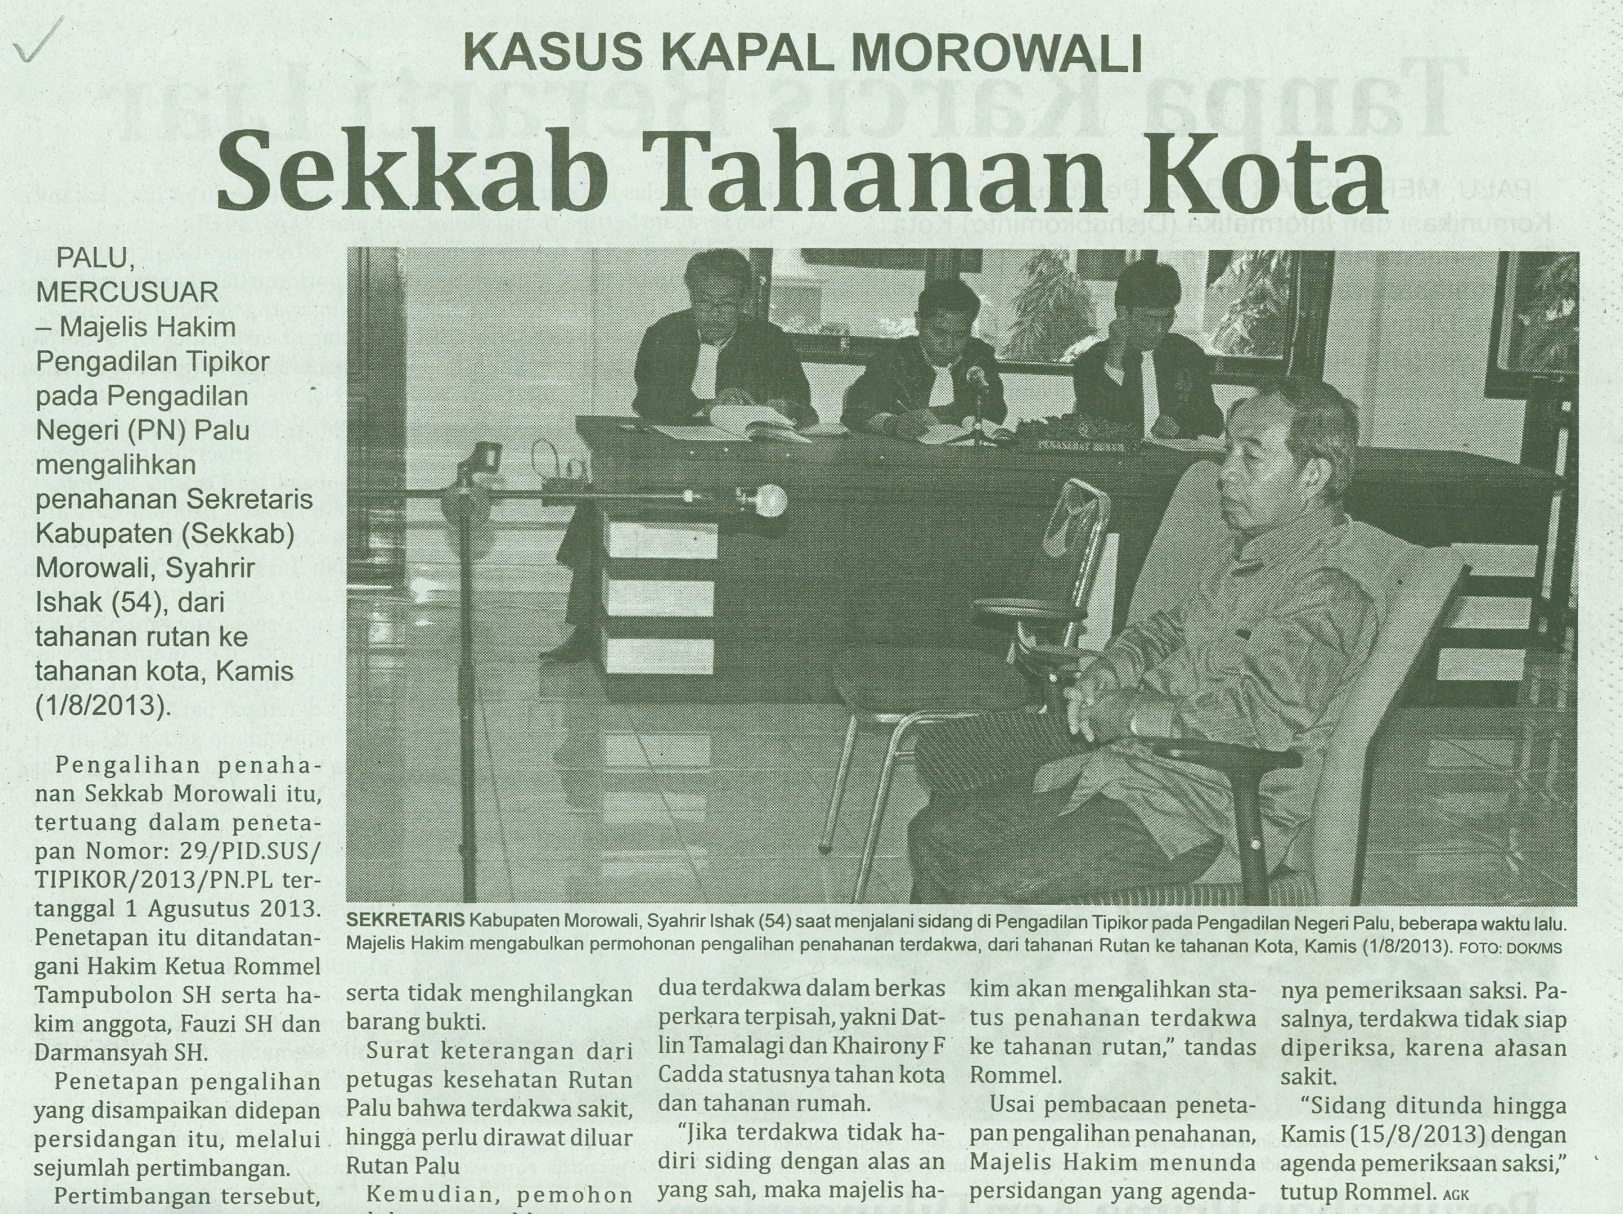 KASUS KAPAL MOROWALI
Sekkab Tahanan Kota
PALU,
MERCUSUAR
– Majelis Hakim
Pengadilan Tipikor
pada Pengadilan
Negeri (PN) Palu
mengalihkan
penahanan Sekretaris
Kabupaten (Sekkab)
Morowali, Syahrir
Ishak (54), dari
tahanan rutan ke
tahanan kota, Kamis
(1/8/2013).
Pengalihan penaha-
nan Sekkab Morowali itu,
tertuang dalam peneta-
pan Nomor: 29/PID.SUS/
TIPIKOR/2013/PN.PL ter-
tanggal 1 Agusutus 2013.
Penetapan itu ditandatan-
gani Hakim Ketua Rommel
Tampubolon SH serta ha-
kim anggota, Fauzi SH dan
Darmansyah SH.
Penetapan pengalihan
yang disampaikan didepan
persidangan itu, melalui
sejumlah pertimbangan.
Pertimbangan tersebut,
PENASEHAT HUKUM
SEKRETARIS Kabupaten Morowali, Syahrir Ishak (54) saat menjalani sidang di Pengadilan Tipikor pada Pengadilan Negeri Palu, beberapa waktu lalu.
Majelis Hakim mengabulkan permohonan pengalihan penahanan terdakwa, dari tahanan Rutan ke tahanan Kota, Kamis (1/8/2013). FOTO: DOK/MS
serta tidak menghilangkan
barang bukti.
Surat keterangan dari
petugas kesehatan Rutan
Palu bahwa terdakwa sakit,
hingga perlu dirawat diluar
Rutan Palu
Kemudian, pemohon
dua terdakwa dalam berkas
perkara terpisah, yakni Dat-
lin Tamalagi dan Khairony F
Cadda statusnya tahan kota
dan tahanan rumah.
“Jika terdakwa tidak ha-
diri siding dengan alas an
yang sah, maka majelis ha-
kim akan mengalihkan sta-
tus penahanan terdakwa
ke tahanan rutan,” tandas
Rommel.
Usai pembacaan peneta-
pan pengalihan penahanan,
Majelis Hakim menunda
persidangan yang agenda-
nya pemeriksaan saksi. Pa-
salnya, terdakwa tidak siap
diperiksa, karena alasan
sakit.
“Sidang ditunda hingga
Kamis (15/8/2013) dengan
agenda pemeriksaan saksi,”
tutup Rommel. AGK